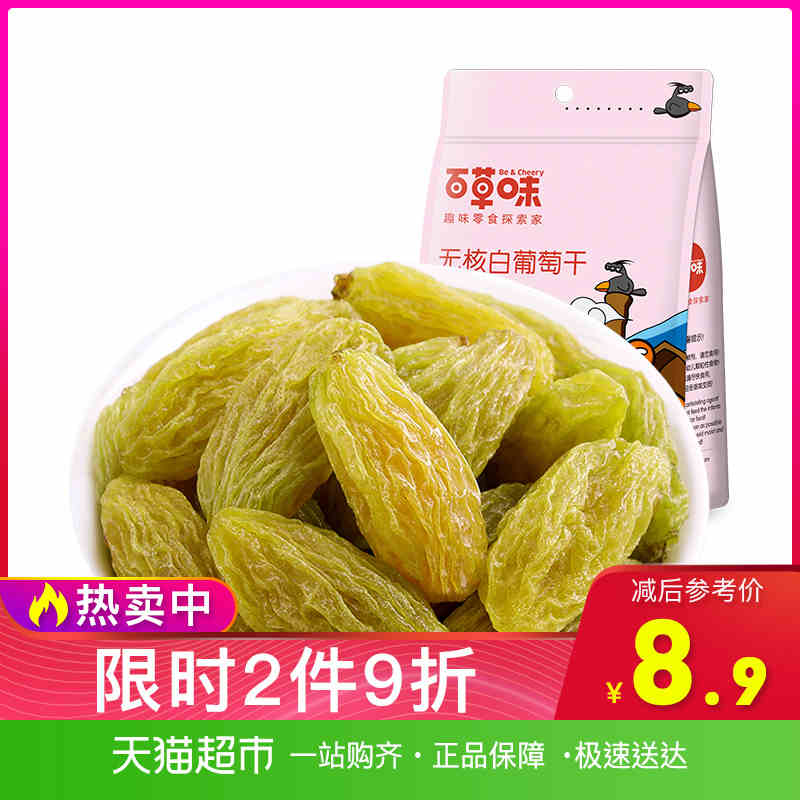 Be & Cheery
百草味
趣味零食探索家
无核白葡萄干
味
热卖中
限时2件9折
减后参考价
¥8.9
天猫超市 一站购齐·正品保障 ·极速送达